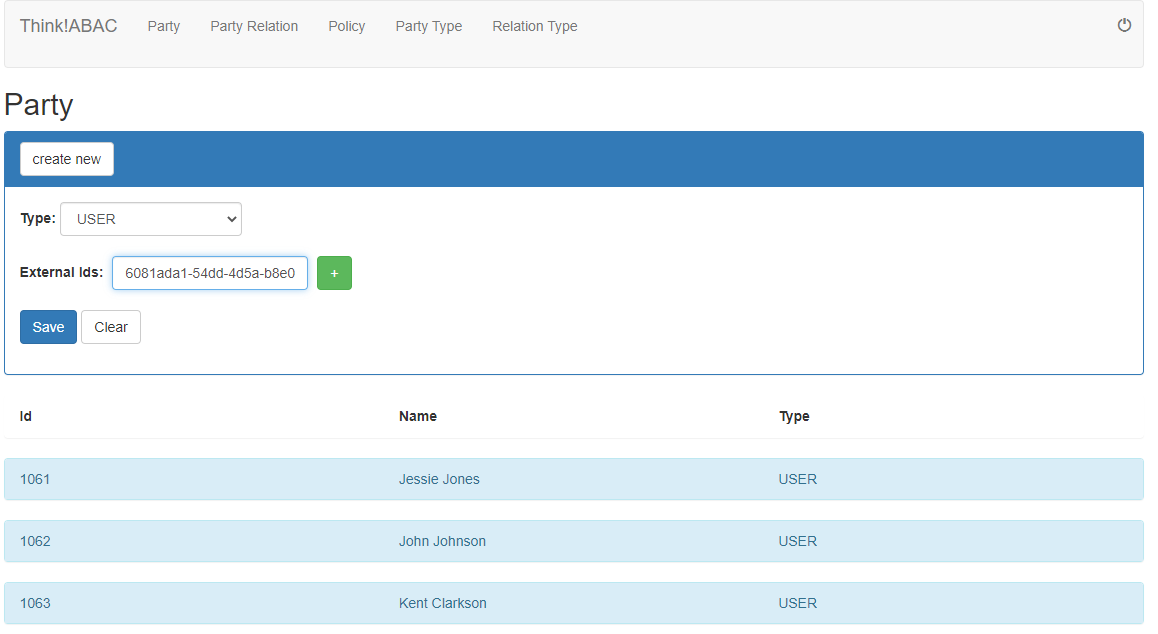 Think!ABAC Party Party Relation Policy Party Type Relation Type
Party
create new
Type: USER
External Ids: 6081ada1-54dd-4d5a-b8e0 +
Save Clear
Id Name Type
1061 Jessie Jones USER
1062 John Johnson USER
1063 Kent Clarkson USER